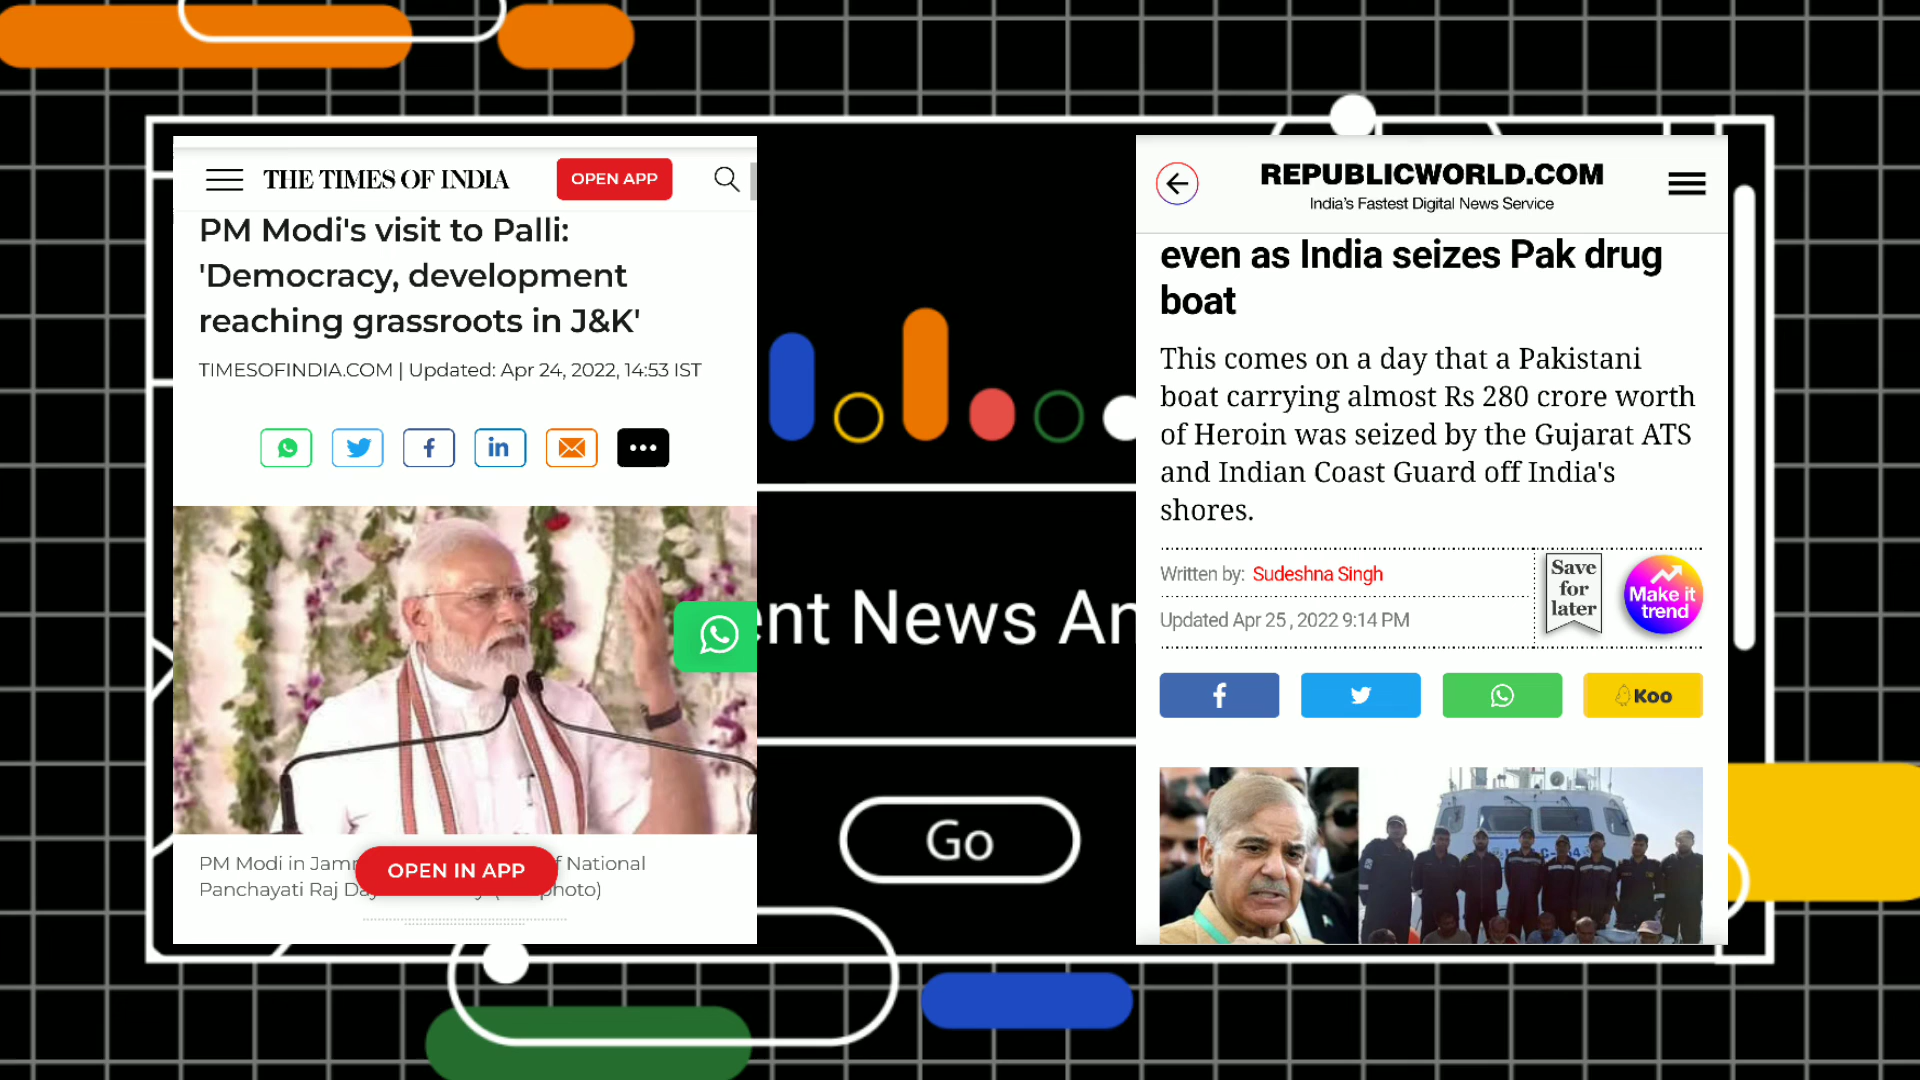 THE TIMES OF INDIA
OPEN APP
PM Modi's visit to Palli:
'Democracy, development
reaching grassroots in J&K'
TIMESOFINDIA.COM | Updated: Apr 24, 2022, 14:53 IST
PM Modi in
OPEN IN APP
National
Panchayati Raj
ent News
Go
REPUBLICWORLD.COM
India's Fastest Digital News Service
even as India seizes Pak drug
boat
This comes on a day that a Pakistani
boat carrying almost Rs 280 crore worth
of Heroin was seized by the Gujarat ATS
and Indian Coast Guard off India's
shores.
Written by: Sudeshna Singh
Updated Apr 25, 2022 9:14 PM
Save
for
later
Make it
trend
Koo